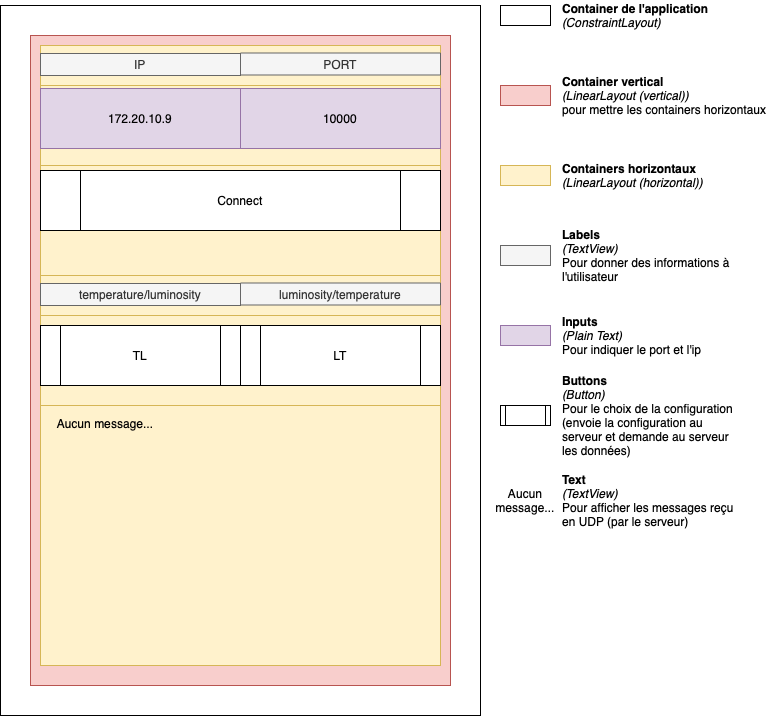 IP
PORT
172.20.10.9
10000
Connect
temperature/luminosity
luminosity/temperature
TL
LT
Aucun message...
Container de l'application
(ConstraintLayout)
Container vertical
(LinearLayout (vertical))
pour mettre les containers horizontaux
Containers horizontaux
(LinearLayout (horizontal))
Labels
(TextView)
Pour donner des informations à
l'utilisateur
Inputs
(Plain Text)
Pour indiquer le port et l'ip
Buttons
(Button)
Pour le choix de la configuration
(envoie la configuration au
serveur et demande au serveur
les données)
Aucun
message...
Text
(TextView)
Pour afficher les messages reçu
en UDP (par le serveur)